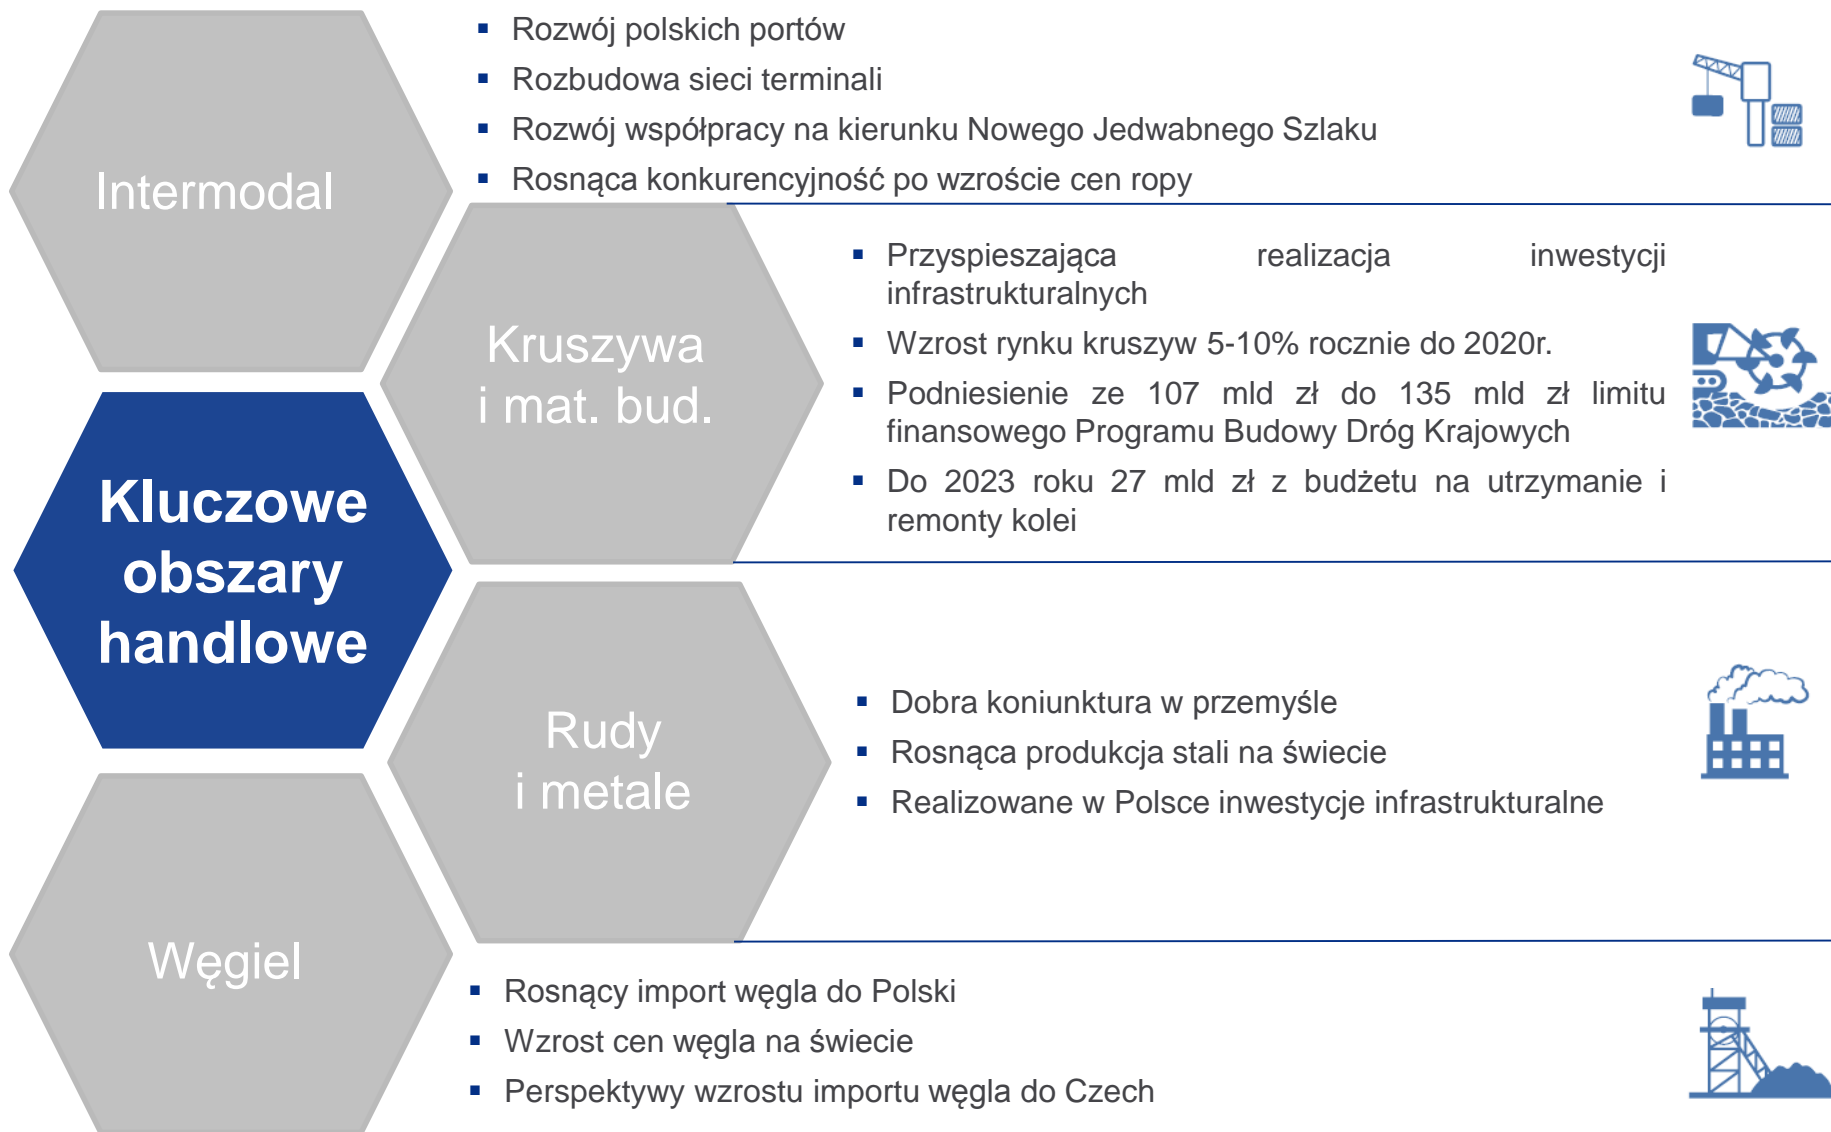 Intermodal
Rozwój polskich portów
Rozbudowa sieci terminali
Rozwój współpracy na kierunku Nowego Jedwabnego Szlaku
Rosnąca konkurencyjność po wzroście cen ropy
Kruszywa
i mat. bud.
Przyspieszająca realizacja inwestycji
infrastrukturalnych
Wzrost rynku kruszyw 5-10% rocznie do 2020r.
Podniesienie ze 107 mld zł do 135 mld zł limitu
finansowego Programu Budowy Dróg Krajowych
Do 2023 roku 27 mld zł z budżetu na utrzymanie i
remonty kolei
Kluczowe
obszary
handlowe
Rudy
i metale
Dobra koniunktura w przemyśle
Rosnąca produkcja stali na świecie
Realizowane w Polsce inwestycje infrastrukturalne
Węgiel
Rosnący import węgla do Polski
Wzrost cen węgla na świecie
Perspektywy wzrostu importu węgla do Czech